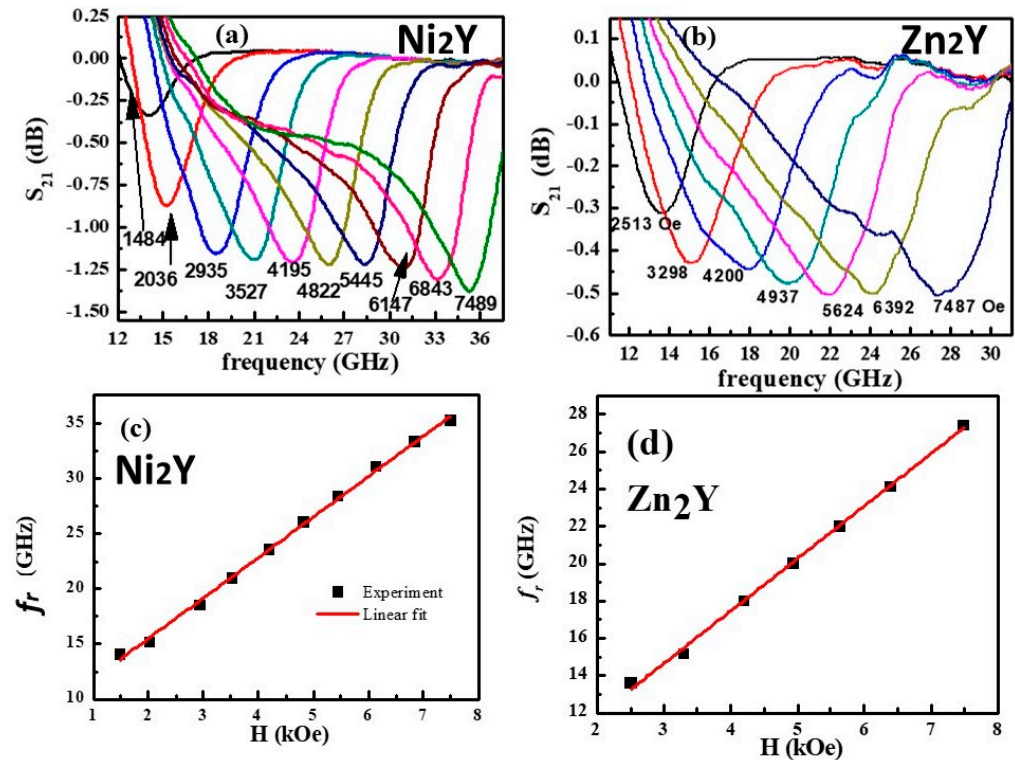 (a) Ni2Y
0.00
-0.25
-0.50
-0.75
-1.00
-1.25
-1.50
S21 (dB)
1484
2036
2935
3527
4195
4822
5445
6147
6843
7489
12 15 18 21 24 27 30 33 36
frequency (GHz)
(b) Zn2Y
0.1
0.0
-0.1
-0.2
-0.3
-0.4
-0.5
-0.6
S21 (dB)
2513 Oe
3298
4200
4937
5624
6392
7487 Oe
12 14 16 18 20 22 24 26 28 30
frequency (GHz)
(c)
Ni2Y
35
30
25
20
15
10
fr (GHz)
Experiment
Linear fit
1 2 3 4 5 6 7 8
H (kOe)
(d)
Zn2Y
28
26
24
22
20
18
16
14
12
fr (GHz)
2 3 4 5 6 7 8
H (kOe)